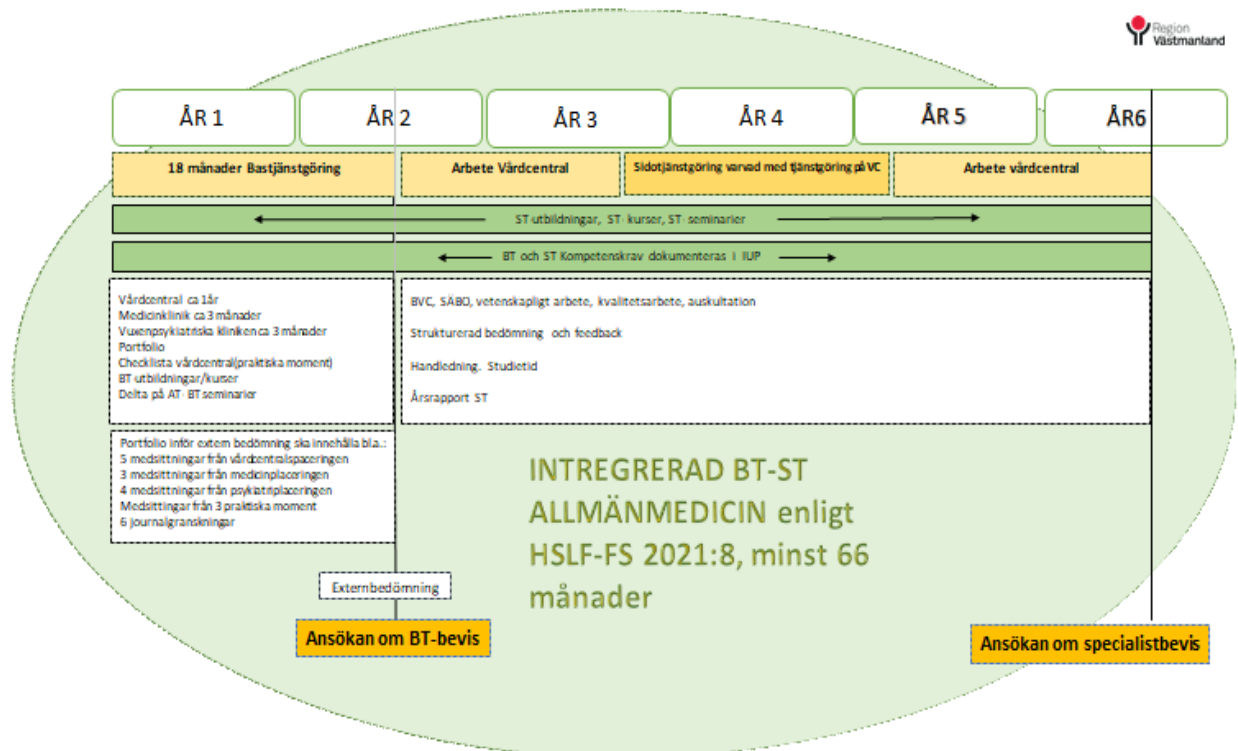 Region
Västmanland
ÅR 1
ÅR 2
ÅR 3
ÅR 4
ÅR 5
ÅR6
18 månader Bastjänstgöring
Arbete Vårdcentral
Sidotjänstgöring varvad med tjänstgöring på VC
Arbete vårdcentral
ST-utbildningar, ST- kurser, ST- seminarier
BT och ST Kompetenskrav dokumenteras i IUP
Vårdcentral ca 1år
Medicinklinik ca 3 månader
Vuxenpsykiatriska kliniken ca 3 månader
Portfolio
Checklista vårdcentral(praktiska moment)
BT-utbildningar/kurser
Delta på AT- BT seminarier
BVC, SÄBO, vetenskapligt arbete, kvalitetsarbete, auskultation
Strukturerad bedömning och feedback
Handledning. Studietid
Årsrapport ST
Portfolio inför extern bedömning ska innehålla bl.a.:
5 medsittningar från vårdcentralspaceringen
3 medsittningar från medicinplaceringen
4 medsittningar från psykiatriplaceringen
Medsittingar från 3 praktiska moment
6 journalgranskningar
INTREGRERAD BT-ST
ALLMÄNMEDICIN enligt
HSLF-FS 2021:8, minst 66
månader
Externbedömning
Ansökan om BT-bevis
Ansökan om specialistbevis